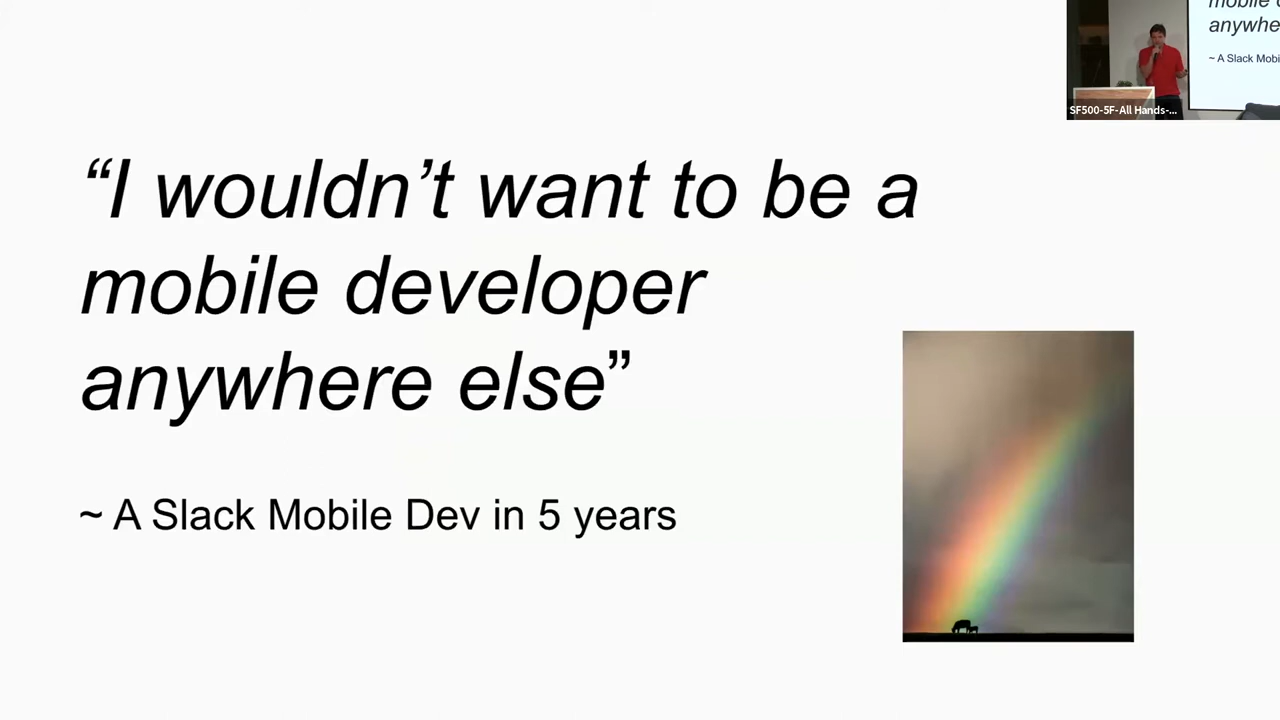 “I wouldn’t want to be a
mobile developer
anywhere else”
~ A Slack Mobile Dev in 5 years
mobile
anywhe
~ A Slack Mobi
SF500-5F-All Hands-...